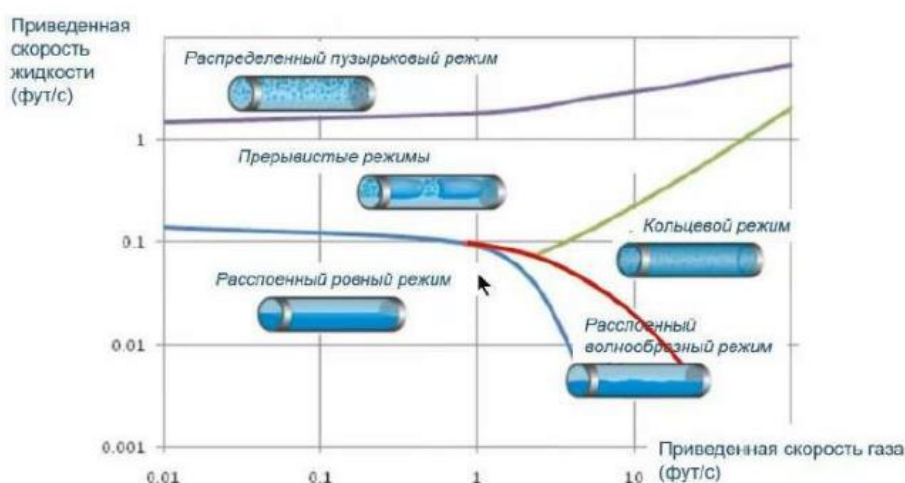 Приведенная
скорость
жидкости
(фут/с)
Распределенный пузырьковый режим
1
Прерывистые режимы
0.1
Кольцевой режим
Расслоенный ровный режим
Расслоенный
волнообразный режим
0.01
0.001
Приведенная скорость газа
(фут/с)
0.01
0.1
1
10